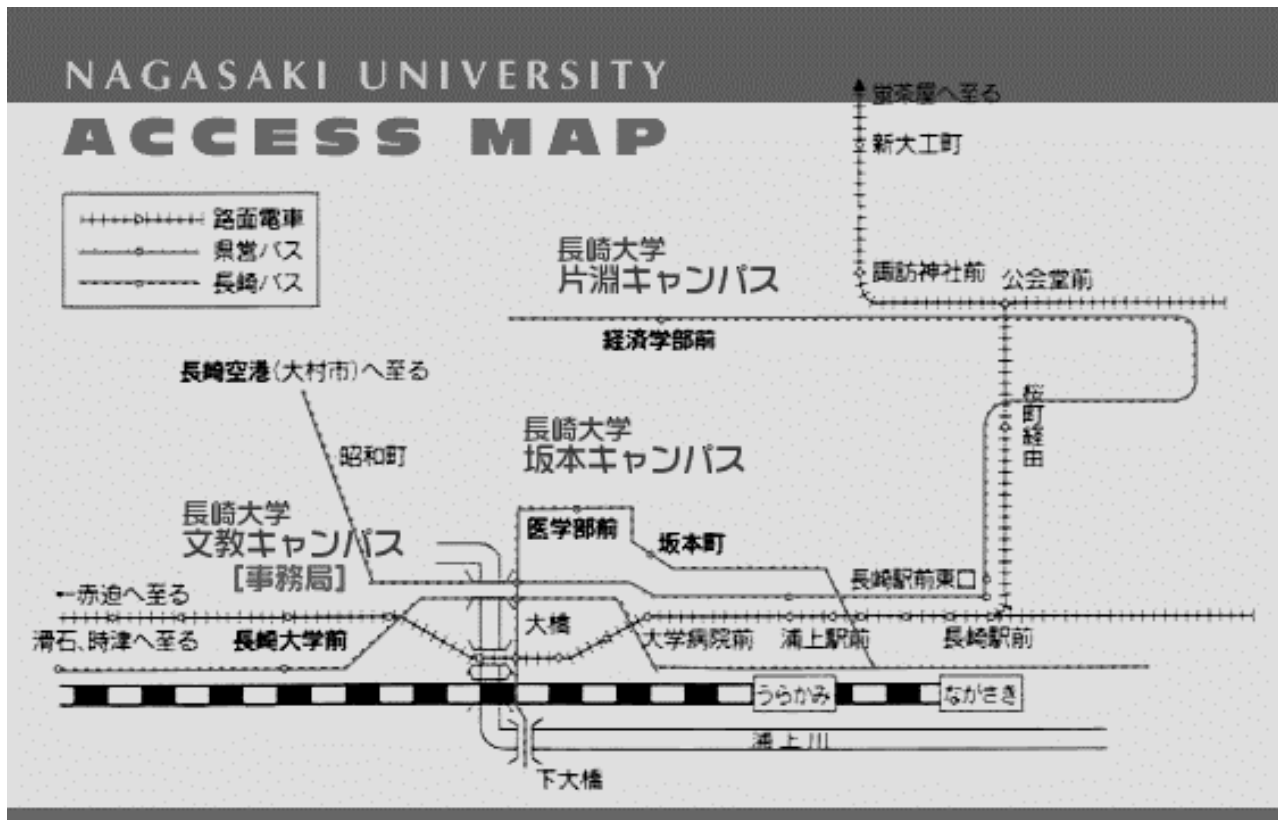 NAGASAKI UNIVERSITY
ACCESS MAP
蛍茶屋へ至る
新大工町
路面電車
県営バス
長崎バス
長崎大学
片淵キャンパス
諏訪神社前
公会堂前
経済学部前
長崎空港(大村市)へ至る
桜町経由
長崎大学
坂本キャンパス
昭和町
長崎大学
文教キャンパス
[事務局]
医学部前
坂本町
長崎駅前東口
←赤迫へ至る
大橋
滑石、時津へ至る
長崎大学前
大学病院前
浦上駅前
長崎駅前
うらかみ
ながさき
浦上川
下大橋